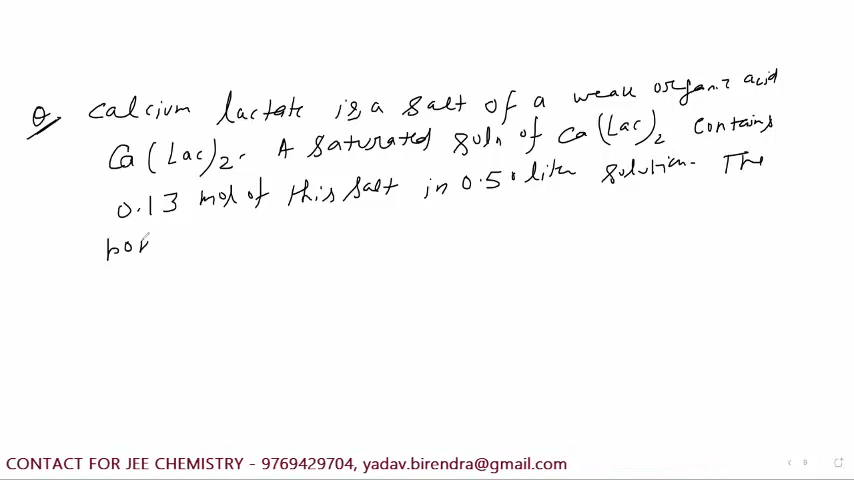 Q. Calcium lactate is a salt of a weak organic acid
Ca(Lac)2. A saturated soln of Ca(Lac)2 contains
0.13 mol of this salt in 0.50 liter solution. The
CONTACT FOR JEE CHEMISTRY - 9769429704, yadav.birendra@gmail.com
9